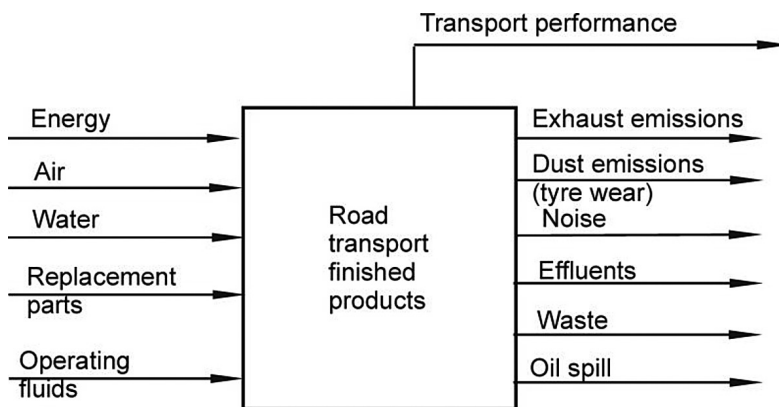 Transport performance
Energy
Air
Water
Replacement
parts
Operating
fluids
Road
transport
finished
products
Exhaust emissions
Dust emissions
(tyre wear)
Noise
Effluents
Waste
Oil spill